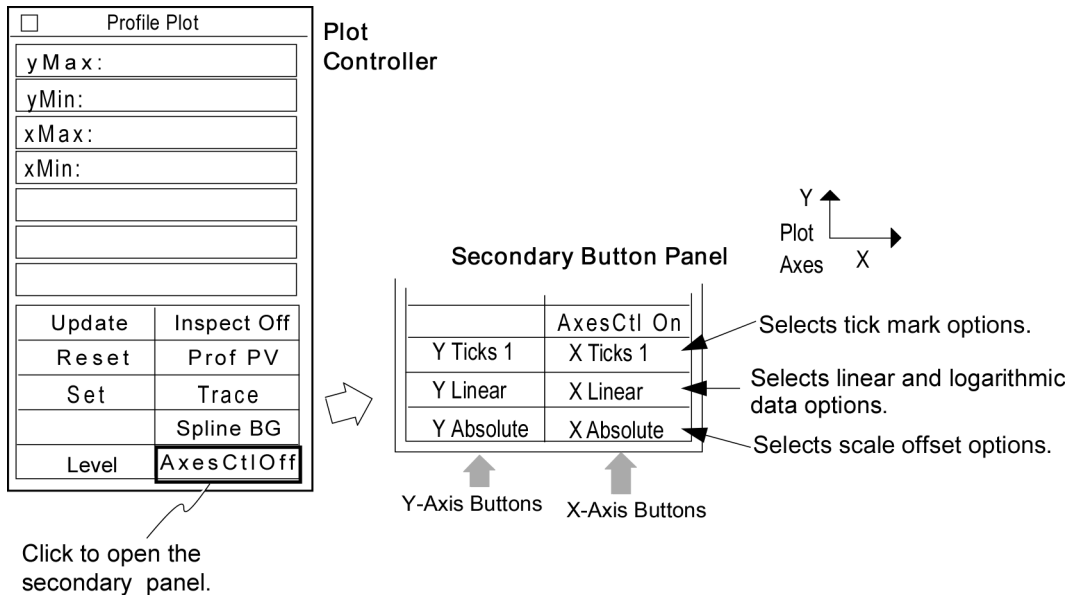 Profile Plot
yMax:
yMin:
xMax:
xMin:
Update Inspect Off
Reset Prof PV
Set Trace
Spline BG
Level AxesCtlOff
Click to open the
secondary panel.
Plot
Controller
Secondary Button Panel
AxesCtl On
Y Ticks 1 X Ticks 1
Y Linear X Linear
Y Absolute X Absolute
Y-Axis Buttons X-Axis Buttons
Y
Plot
Axes X
Selects tick mark options.
Selects linear and logarithmic
data options.
Selects scale offset options.